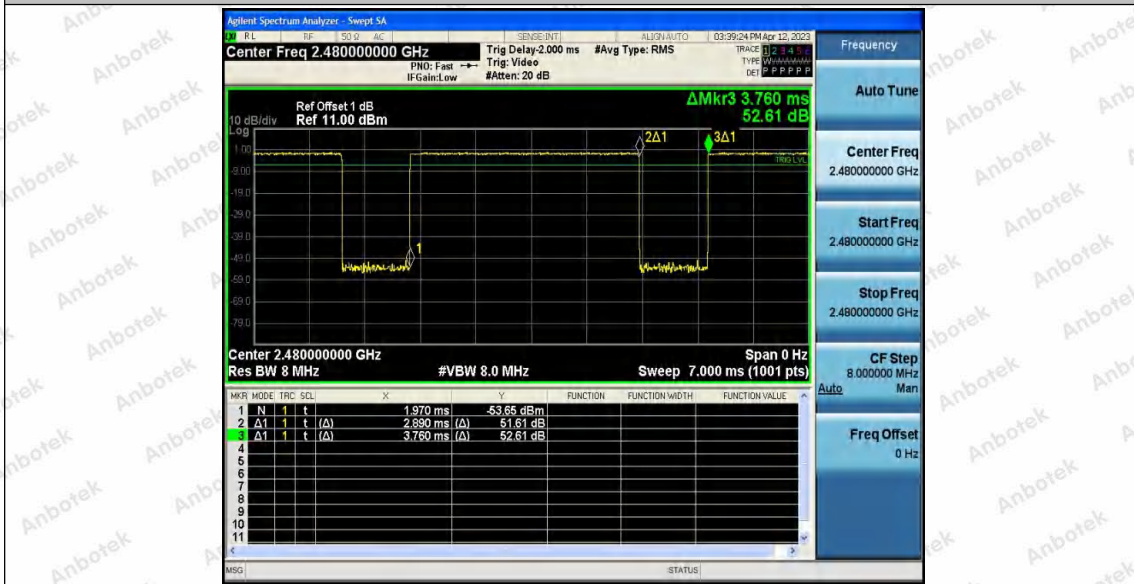 Agilent Spectrum Analyzer - Swept SA
LXI RL RF 50 Ω AC SENSE:INT ALIGN AUTO 03:39:24 PM Apr 12, 2023
Center Freq 2.480000000 GHz
PNO: Fast
IFGain:Low
Trig Delay-2.000 ms
Trig: Video
#Atten: 20 dB
#Avg Type: RMS
TRACE 1 2 3 4 5 6
TYPE W
DET P P P P P P
Frequency
Auto Tune
Center Freq
2.480000000 GHz
Start Freq
2.480000000 GHz
Stop Freq
2.480000000 GHz
CF Step
8.000000 MHz
Auto Man
Freq Offset
0 Hz
ΔMkr3 3.760 ms
52.61 dB
Ref Offset 1 dB
10 dB/div Ref 11.00 dBm
Log
1.00
-9.00
-19.0
-29.0
-39.0
-49.0
-59.0
-69.0
-79.0
2Δ1
3Δ1
TRIG LVL
1
Center 2.480000000 GHz Span 0 Hz
Res BW 8 MHz #VBW 8.0 MHz Sweep 7.000 ms (1001 pts)
MKR MODE TRC SCL X Y FUNCTION FUNCTION WIDTH FUNCTION VALUE
1 N 1 t 1.970 ms -53.65 dBm
2 Δ1 1 t (Δ) 2.890 ms (Δ) 51.61 dB
3 Δ1 1 t (Δ) 3.760 ms (Δ) 52.61 dB
4
5
6
7
8
9
10
11
MSG STATUS
Anbotek